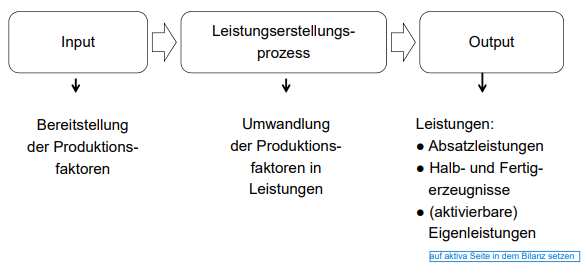 Input
Leistungserstellungs-
prozess
Output
Bereitstellung
der Produktions-
faktoren
Umwandlung
der Produktions-
faktoren in
Leistungen
Leistungen:
● Absatzleistungen
● Halb- und Fertig-
erzeugnisse
● (aktivierbare)
Eigenleistungen
auf aktiva Seite in dem Bilanz setzen